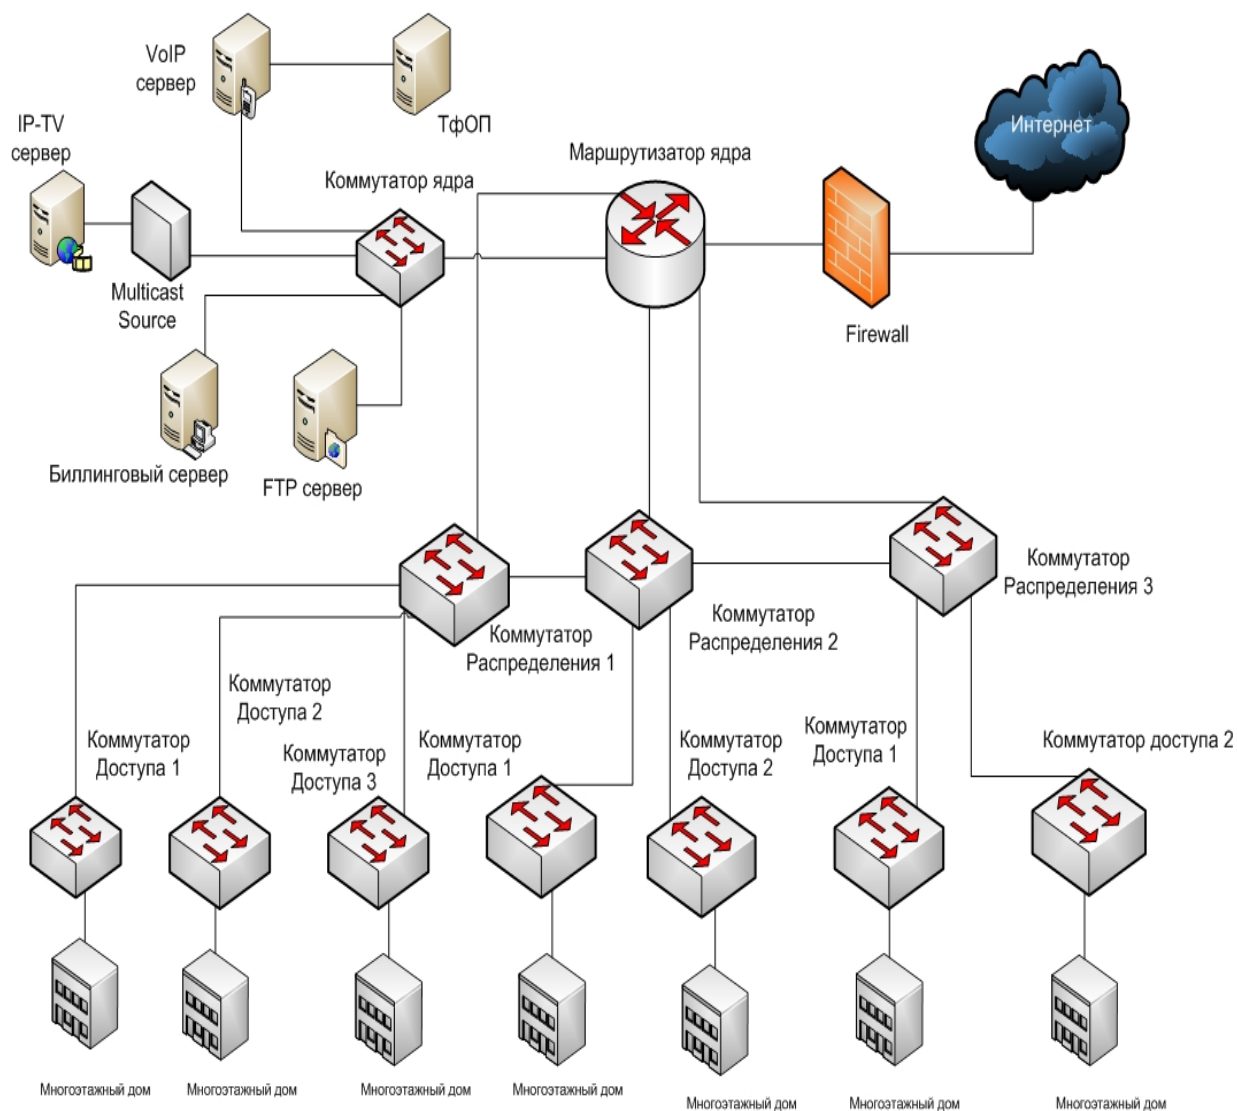 VoIP
сервер
ТфОП
IP-TV
сервер
Интернет
Маршрутизатор ядра
Коммутатор ядра
Multicast
Source
Firewall
Биллинговый сервер
FTP сервер
Коммутатор
Распределения 3
Коммутатор
Распределения 2
Коммутатор
Распределения 1
Коммутатор
Доступа 2
Коммутатор
Доступа 1
Коммутатор
Доступа 3
Коммутатор
Доступа 1
Коммутатор
Доступа 2
Коммутатор
Доступа 1
Коммутатор доступа 2
Многоэтажный дом
Многоэтажный дом
Многоэтажный дом
Многоэтажный дом
Многоэтажный дом
Многоэтажный дом
Многоэтажный дом